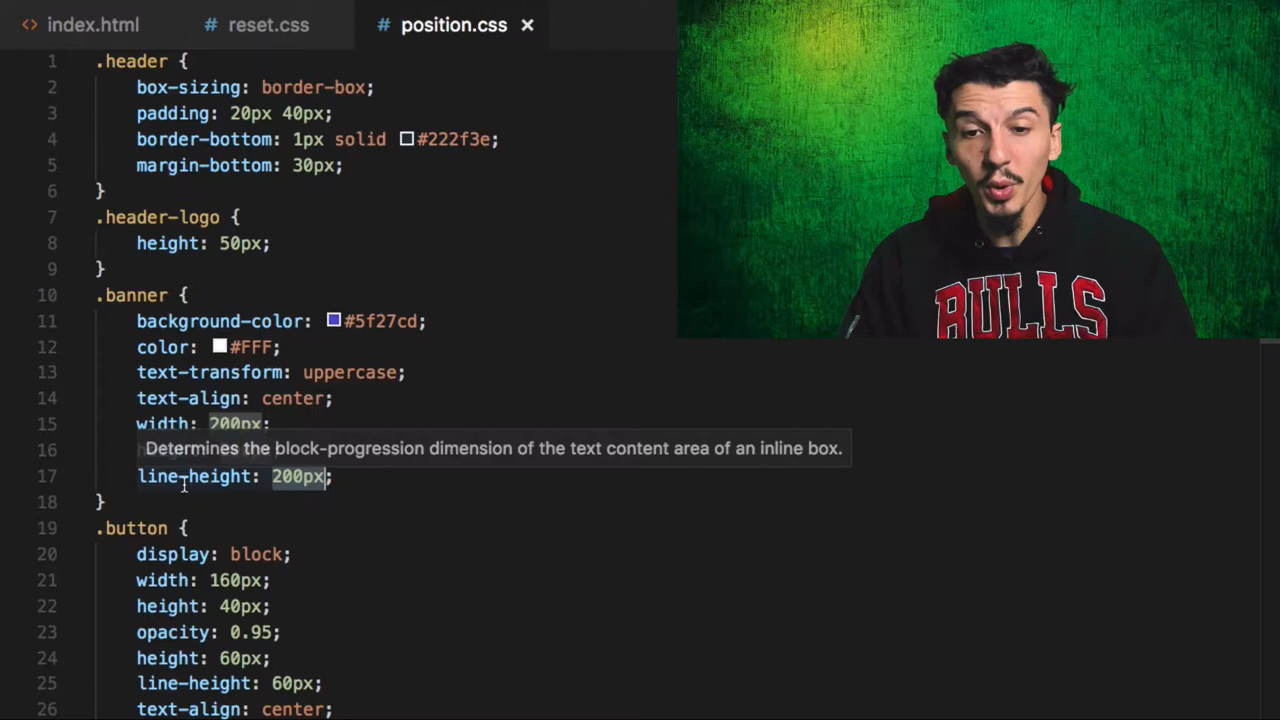 index.html
# reset.css
# position.css ×
1 .header {
2 box-sizing: border-box;
3 padding: 20px 40px;
4 border-bottom: 1px solid #222f3e;
5 margin-bottom: 30px;
6 }
7 .header-logo {
8 height: 50px;
9 }
10 .banner {
11 background-color: #5f27cd;
12 color: #FFF;
13 text-transform: uppercase;
14 text-align: center;
15 width: 200px;
16
Determines the block-progression dimension of the text content area of an inline box.
17 line-height: 200px;
18 }
19 .button {
20 display: block;
21 width: 160px;
22 height: 40px;
23 opacity: 0.95;
24 height: 60px;
25 line-height: 60px;
26 text-align: center;
BULLS